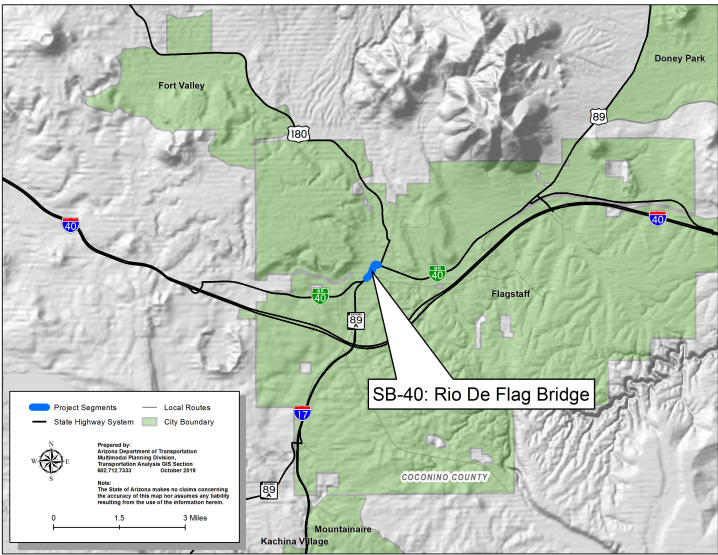 Doney Park
Fort Valley
89
180
40
40
BS
40
BS
40
Flagstaff
89
A
SB-40: Rio De Flag Bridge
17
COCONINO COUNTY
89
A
Mountainaire
Kachina Village
Project Segments
Local Routes
State Highway System
City Boundary
N
W
E
S
Prepared by:
Arizona Department of Transportation
Multimodal Planning Division,
Transportation Analysis GIS Section
602.712.7333 October 2019
Note:
The State of Arizona makes no claims concerning
the accuracy of this map nor assumes any liability
resulting from the use of the information herein.
0 1.5 3 Miles